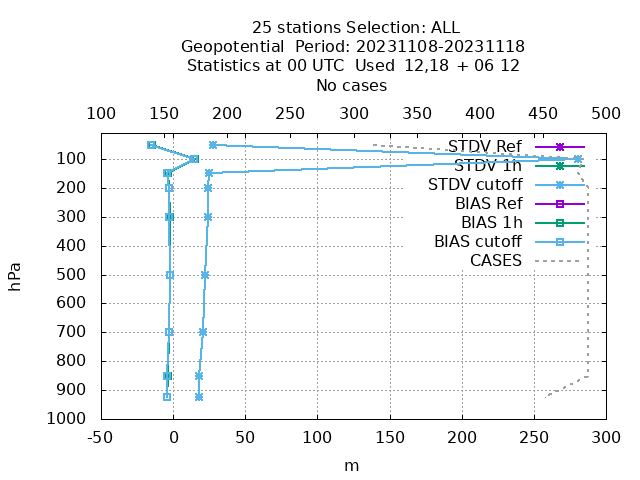 25 stations Selection: ALL
Geopotential  Period: 20231108-20231118
Statistics at 00 UTC  Used  12,18 + 06 12
No cases
100 150 200 250 300 350 400 450 500
STDV Ref
STDV 1h
STDV cutoff
BIAS Ref
BIAS 1h
BIAS cutoff
CASES
100
200
300
400
500
600
700
800
900
1000
hPa
-50 0 50 100 150 200 250 300
m